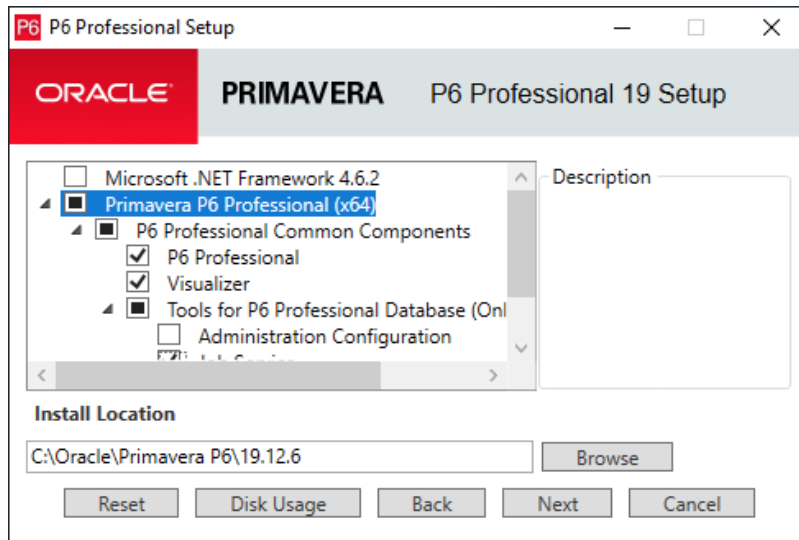 P6 P6 Professional Setup
ORACLE PRIMAVERA P6 Professional 19 Setup
Microsoft .NET Framework 4.6.2
Description
Primavera P6 Professional (x64)
P6 Professional Common Components
P6 Professional
Visualizer
Tools for P6 Professional Database (Onl
Administration Configuration
Install Location
C:\Oracle\Primavera P6\19.12.6
Browse
Reset Disk Usage Back Next Cancel